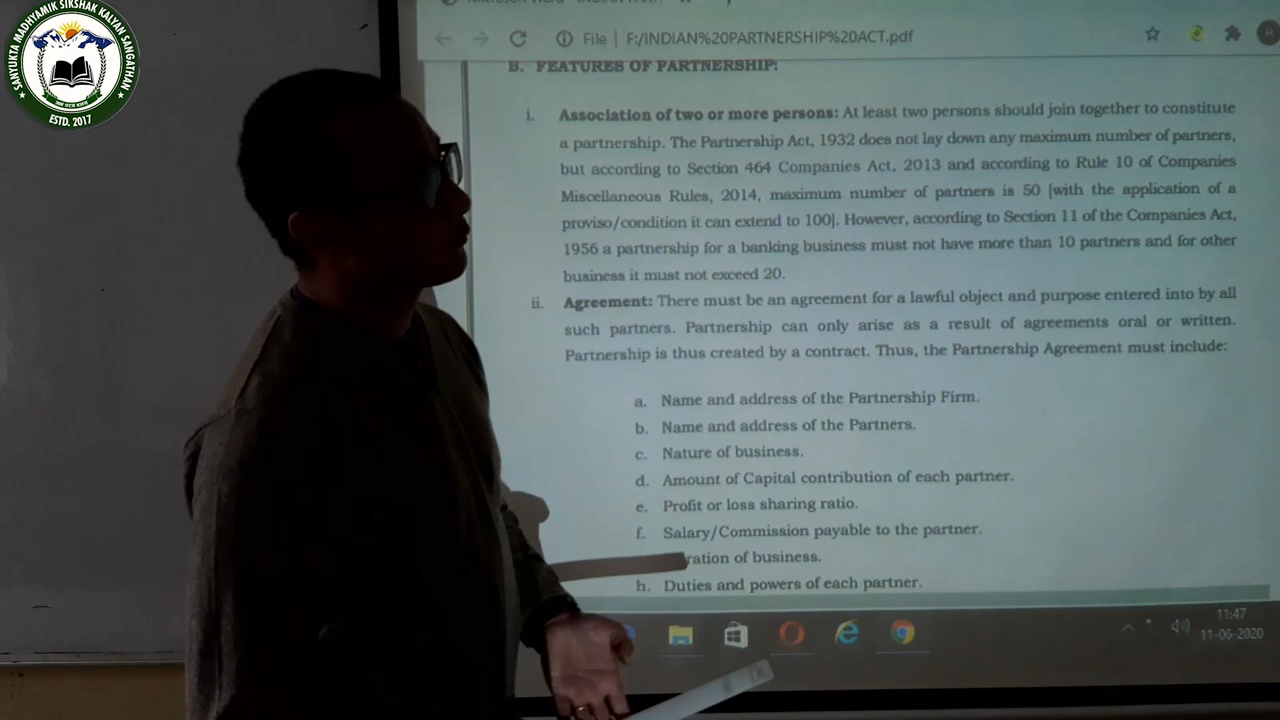 SANYUKTA MADHYAMIK SIKSHAK KALYAN SANGATHAN
ESTD. 2017
File | F:/INDIAN%20PARTNERSHIP%20ACT.pdf
B. FEATURES OF PARTNERSHIP:
i. Association of two or more persons: At least two persons should join together to constitute
a partnership. The Partnership Act, 1932 does not lay down any maximum number of partners,
but according to Section 464 Companies Act, 2013 and according to Rule 10 of Companies
Miscellaneous Rules, 2014, maximum number of partners is 50 [with the application of a
proviso/condition it can extend to 100]. However, according to Section 11 of the Companies Act,
1956 a partnership for a banking business must not have more than 10 partners and for other
business it must not exceed 20.
ii. Agreement: There must be an agreement for a lawful object and purpose entered into by all
such partners. Partnership can only arise as a result of agreements oral or written.
Partnership is thus created by a contract. Thus, the Partnership Agreement must include:
a. Name and address of the Partnership Firm.
b. Name and address of the Partners.
c. Nature of business.
d. Amount of Capital contribution of each partner.
e. Profit or loss sharing ratio.
f. Salary/Commission payable to the partner.
ration of business.
h. Duties and powers of each partner.
11:47
11-06-2020